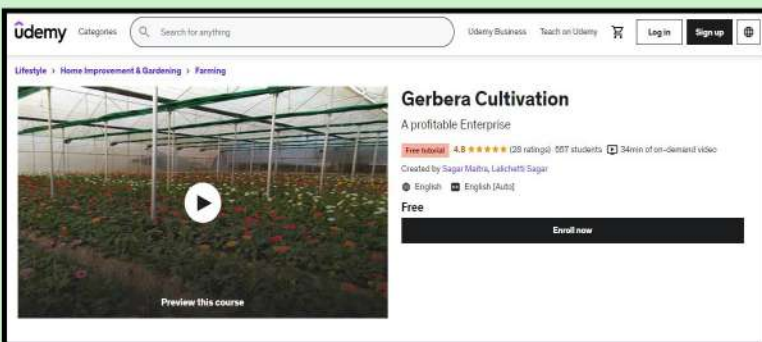 ûdemy Categories Search for anything Udemy Business Teach on Udemy Log in Sign up
Lifestyle > Home Improvement & Gardening > Farming
Gerbera Cultivation
A profitable Enterprise
Free tutorial 4.8 (28 ratings) 557 students 34min of on-demand video
Created by Sagar Maitra, Lalichetti Sagar
English English [Auto]
Free
Enroll now
Preview this course